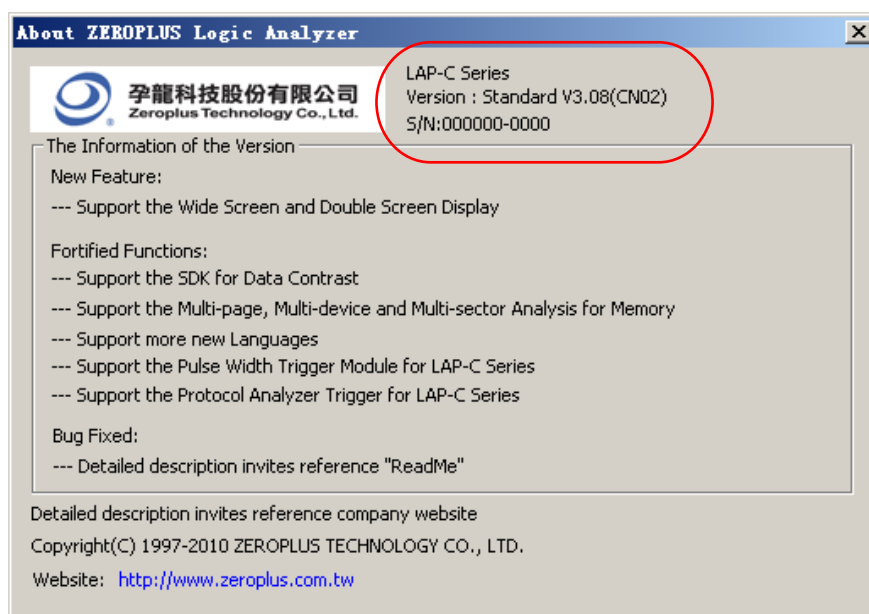 About ZEROPLUS Logic Analyzer
孕龍科技股份有限公司
Zeroplus Technology Co., Ltd.
LAP-C Series
Version : Standard V3.08(CN02)
S/N:000000-0000
The Information of the Version
New Feature:
--- Support the Wide Screen and Double Screen Display
Fortified Functions:
--- Support the SDK for Data Contrast
--- Support the Multi-page, Multi-device and Multi-sector Analysis for Memory
--- Support more new Languages
--- Support the Pulse Width Trigger Module for LAP-C Series
--- Support the Protocol Analyzer Trigger for LAP-C Series
Bug Fixed:
--- Detailed description invites reference "ReadMe"
Detailed description invites reference company website
Copyright(C) 1997-2010 ZEROPLUS TECHNOLOGY CO., LTD.
Website: http://www.zeroplus.com.tw